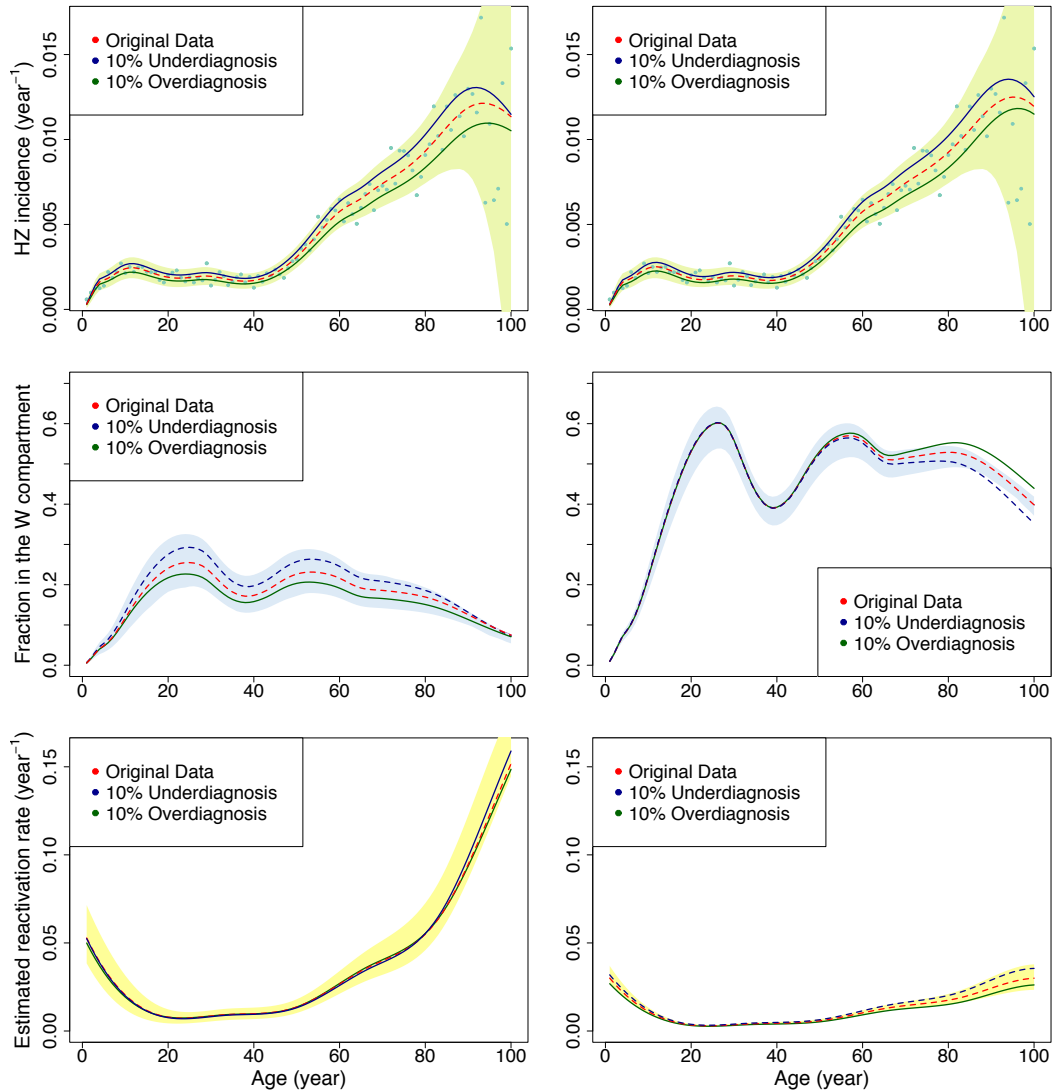 HZ incidence (year⁻¹)
0.000 0.005 0.010 0.015
Original Data
10% Underdiagnosis
10% Overdiagnosis
0 20 40 60 80 100
0.000 0.005 0.010 0.015
Original Data
10% Underdiagnosis
10% Overdiagnosis
0 20 40 60 80 100
Fraction in the W compartment
0.0 0.2 0.4 0.6
Original Data
10% Underdiagnosis
10% Overdiagnosis
0 20 40 60 80 100
0.0 0.2 0.4 0.6
Original Data
10% Underdiagnosis
10% Overdiagnosis
0 20 40 60 80 100
Estimated reactivation rate (year⁻¹)
0.00 0.05 0.10 0.15
Original Data
10% Underdiagnosis
10% Overdiagnosis
0 20 40 60 80 100
Age (year)
0.00 0.05 0.10 0.15
Original Data
10% Underdiagnosis
10% Overdiagnosis
0 20 40 60 80 100
Age (year)